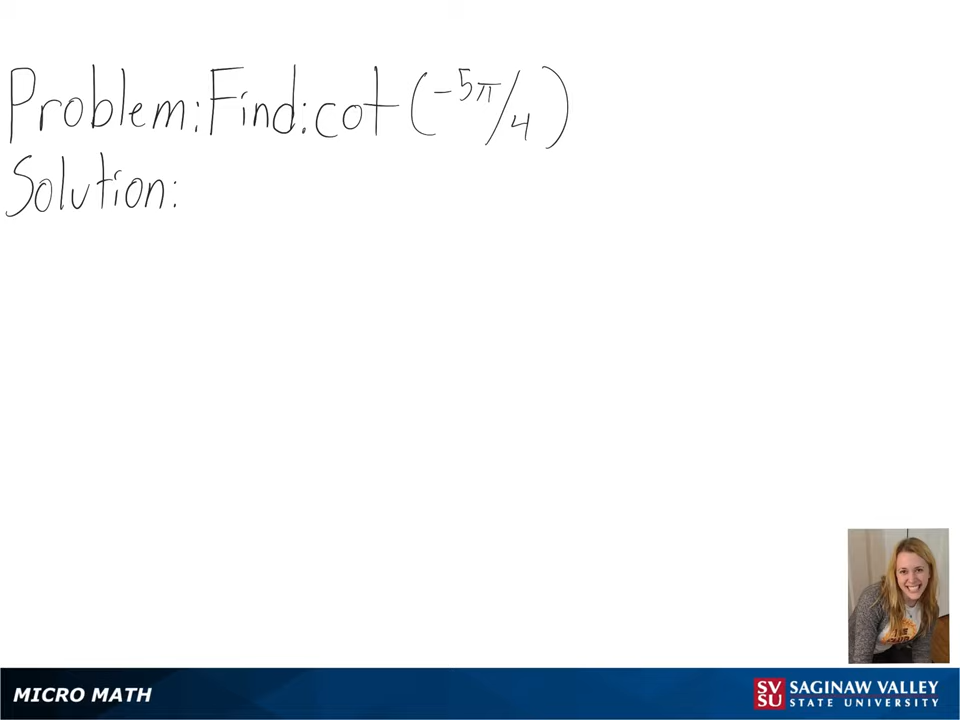 Problem: Find: cot(-5π/4)
Solution:
MICRO MATH
SV SU SAGINAW VALLEY
STATE UNIVERSITY